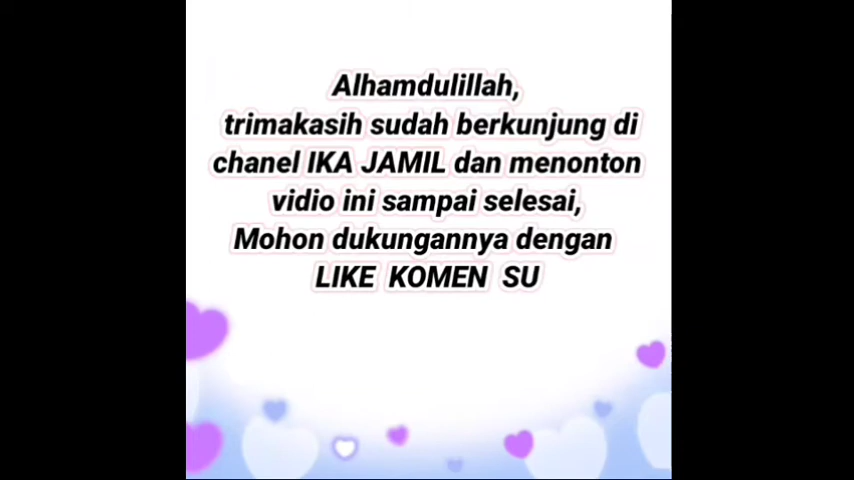 Alhamdulillah,
trimakasih sudah berkunjung di
chanel IKA JAMIL dan menonton
vidio ini sampai selesai,
Mohon dukungannya dengan
LIKE KOMEN SU